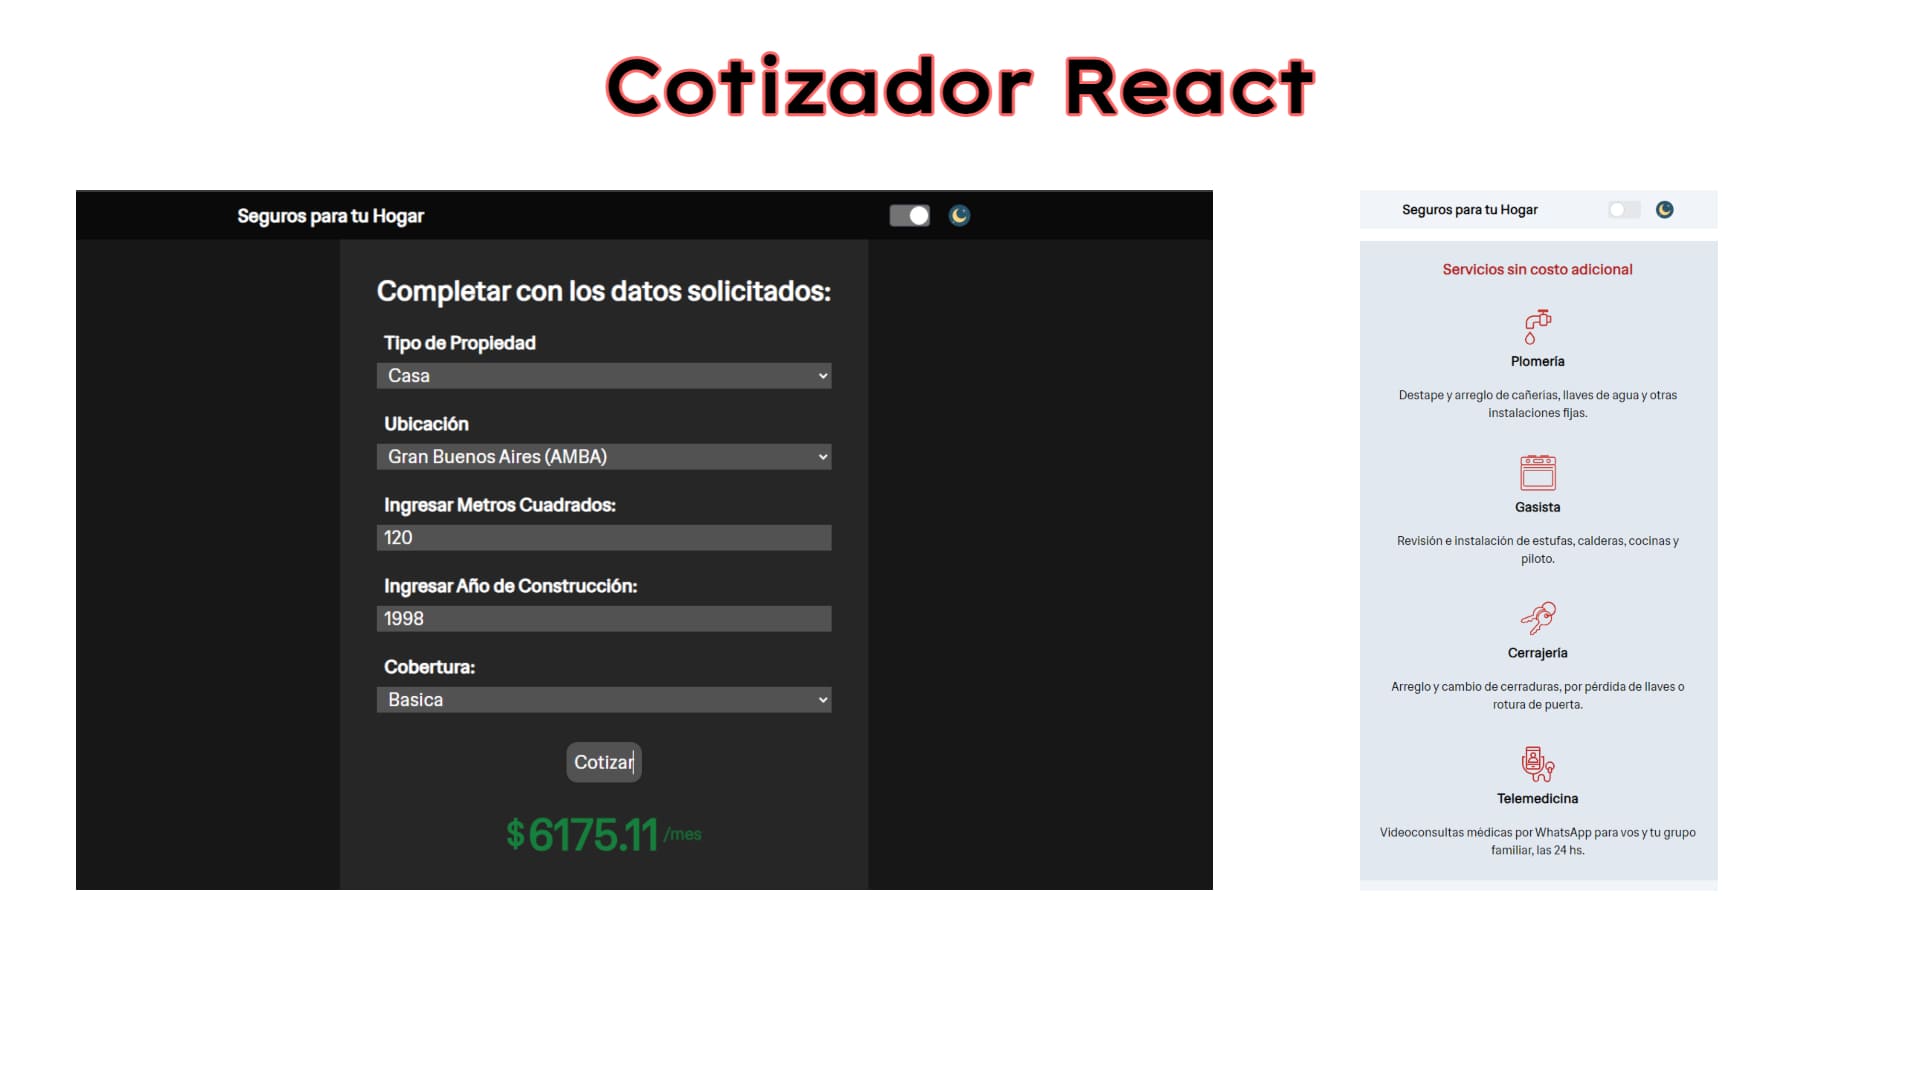 Cotizador React
Seguros para tu Hogar
Completar con los datos solicitados:
Tipo de Propiedad
Casa
Ubicación
Gran Buenos Aires (AMBA)
Ingresar Metros Cuadrados:
120
Ingresar Año de Construcción:
1998
Cobertura:
Basica
Cotizar
$6175.11/mes
Seguros para tu Hogar
Servicios sin costo adicional
Plomería
Destape y arreglo de cañerias, llaves de agua y otras
instalaciones fijas.
Gasista
Revisión e instalación de estufas, calderas, cocinas y
piloto.
Cerrajería
Arreglo y cambio de cerraduras, por pérdida de llaves o
rotura de puerta.
Telemedicina
Videoconsultas médicas por WhatsApp para vos y tu grupo
familiar, las 24 hs.